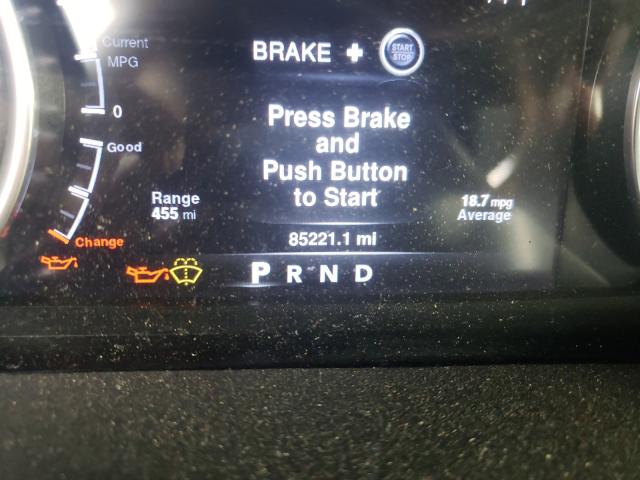 Current
MPG
BRAKE + START STOP
0
Press Brake
and
Push Button
to Start
Good
Range
455 mi
18.7 mpg
Average
85221.1 mi
Change
P R N D